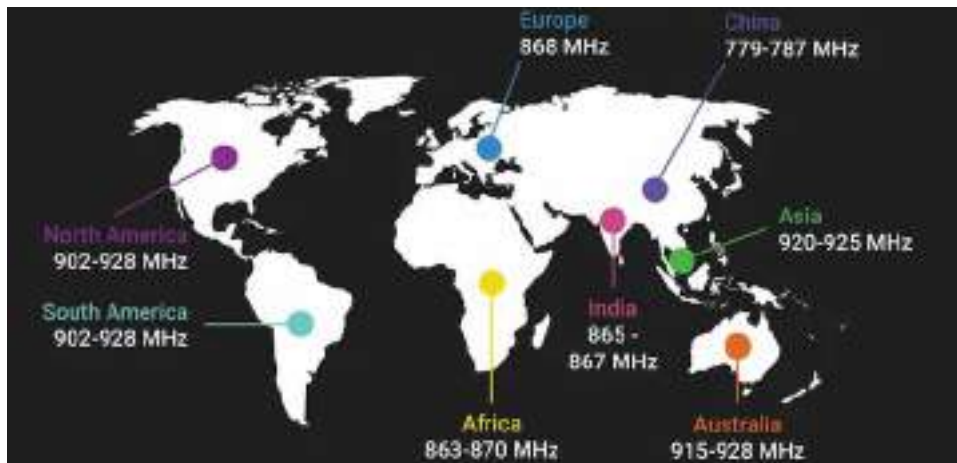 Europe
868 MHz
China
779-787 MHz
North America
902-928 MHz
Asia
920-925 MHz
South America
902-928 MHz
India
865 -
867 MHz
Africa
863-870 MHz
Australia
915-928 MHz